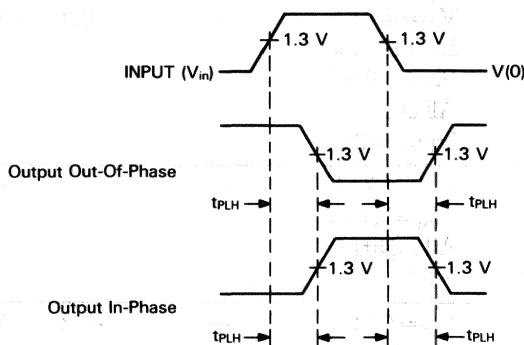 1.3 V 1.3 V
INPUT (Vin) V(0)
1.3 V 1.3 V
Output Out-Of-Phase
tPLH tPLH
1.3 V 1.3 V
Output In-Phase
tPLH tPLH